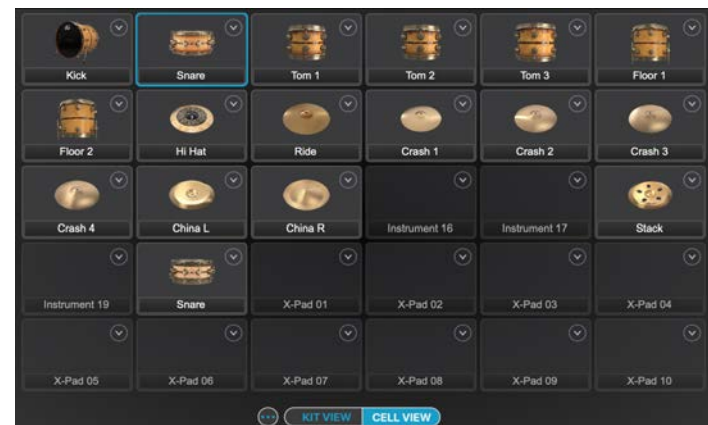 Kick Snare Tom 1 Tom 2 Tom 3 Floor 1
Floor 2 Hi Hat Ride Crash 1 Crash 2 Crash 3
Crash 4 China L China R Instrument 16 Instrument 17 Stack
Instrument 19 Snare X-Pad 01 X-Pad 02 X-Pad 03 X-Pad 04
X-Pad 05 X-Pad 06 X-Pad 07 X-Pad 08 X-Pad 09 X-Pad 10
KIT VIEW CELL VIEW